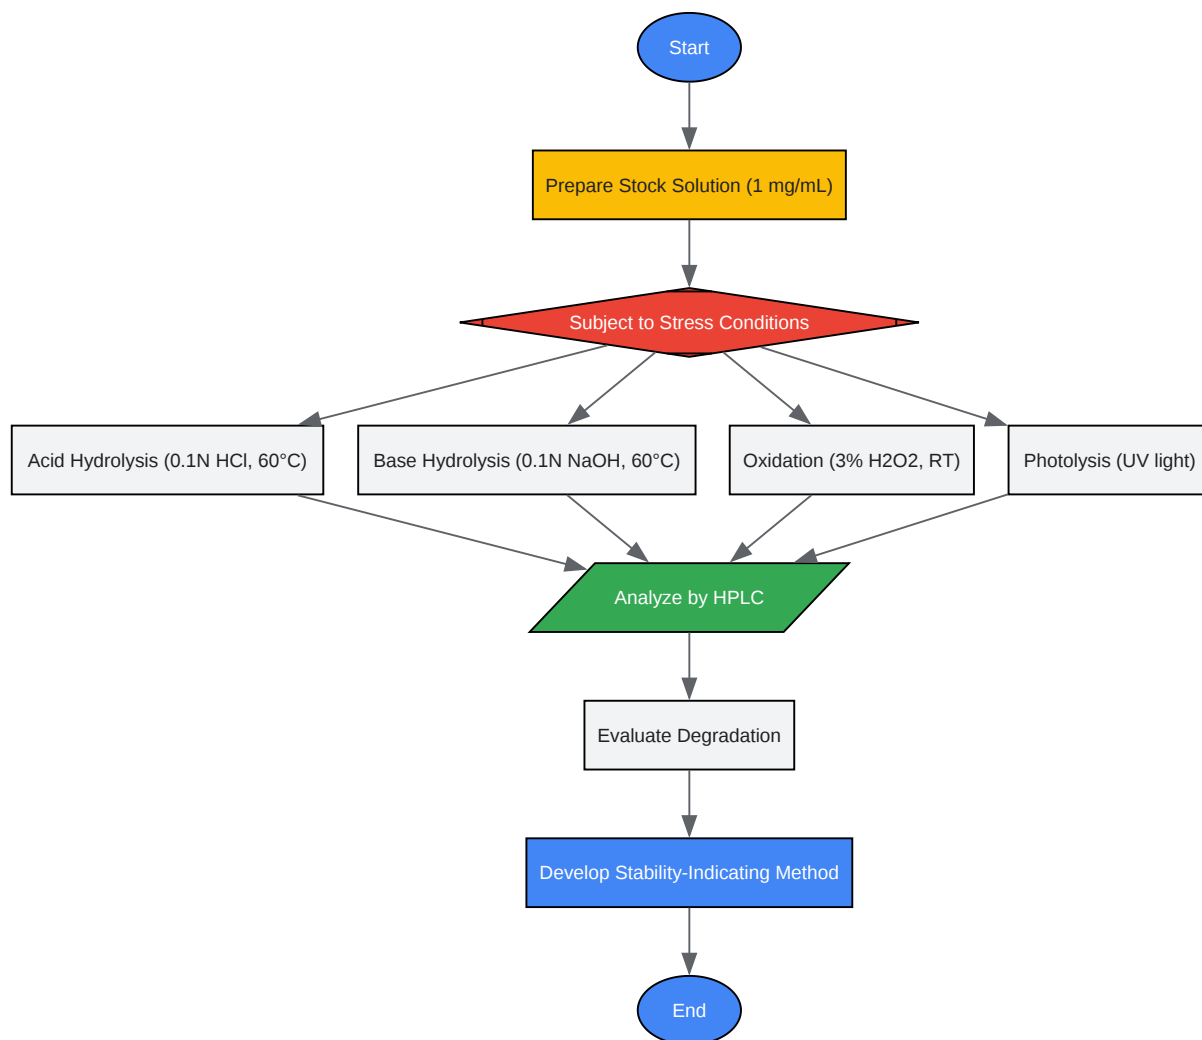 Start
Prepare Stock Solution (1 mg/mL)
Subject to Stress Conditions
Acid Hydrolysis (0.1N HCl, 60°C)
Base Hydrolysis (0.1N NaOH, 60°C)
Oxidation (3% H2O2, RT)
Photolysis (UV light)
Analyze by HPLC
Evaluate Degradation
Develop Stability-Indicating Method
End